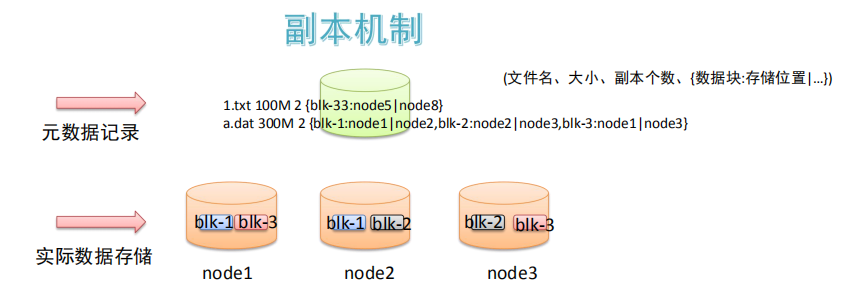 副本机制
(文件名、大小、副本个数、{数据块:存储位置|...})
1.txt 100M 2 {blk-33:node5|node8}
元数据记录
a.dat 300M 2 {blk-1:node1|node2,blk-2:node2|node3,blk-3:node1|node3}
blk-1 blk-3 blk-1 blk-2 blk-2 blk-3
实际数据存储
node1 node2 node3